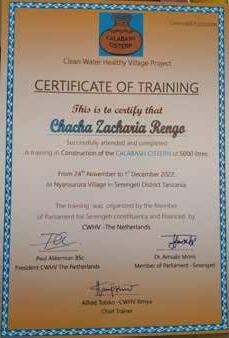 CALABASH
CISTERN
Clean Water Healthy Village Project
CERTIFICATE OF TRAINING
This is to certify that
Chacha Zacharia Rengo
Successfully attended and completed
A training in Construction of the CALABASH CISTERN of 5000 litres
From 24th November to 1st December 2022.
to Nyansurura Village in Serengeti District Tanzania
The training was organized by the Member
of Parliament for Serengeti constituency and financed by
CWHV -The Netherlands
Paul Akkerman BSc
President CWHV The Netherlands
Dr. Amsabi Mrimi
Member of Parliament - Serengeti
Alfred Tobiko -CWHV Kenya
Chief Trainer